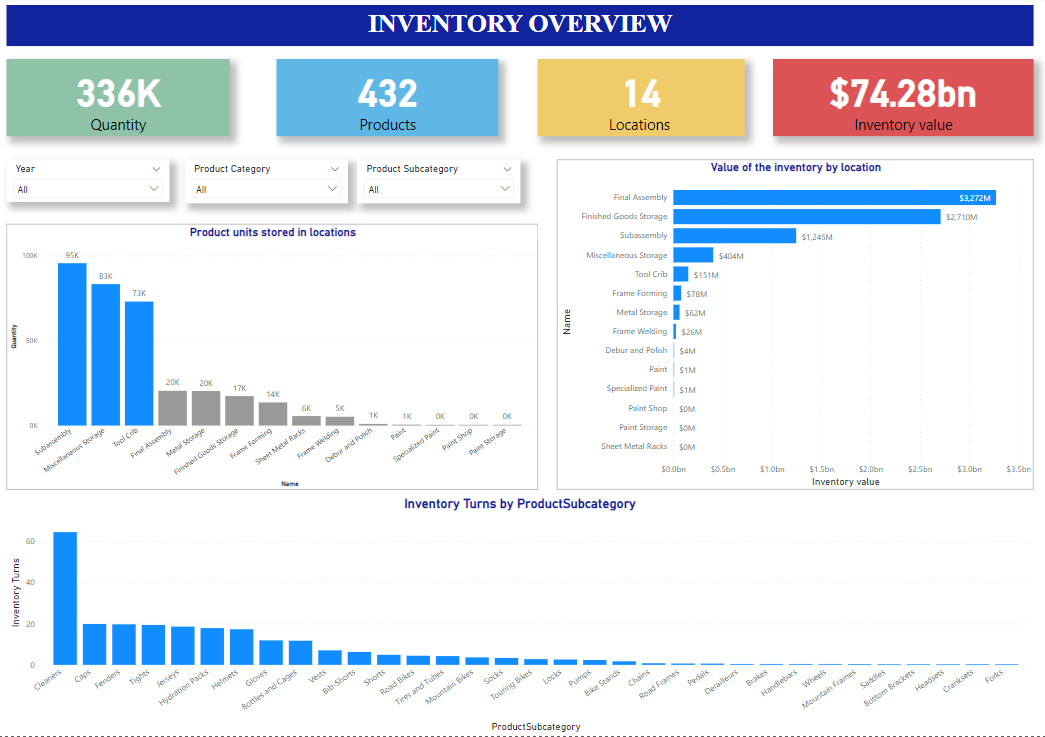 INVENTORY OVERVIEW
336K
Quantity
432
Products
14
Locations
$74.28bn
Inventory value
Year
All
Product Category
All
Product Subcategory
All
Product units stored in locations
Quantity
100K
50K
0K
95K
83K
73K
20K
20K
17K
14K
6K
5K
1K
1K
0K
0K
0K
Subassembly
Miscellaneous Storage
Tool Crib
Final Assembly
Metal Storage
Finished Goods Storage
Frame Forming
Sheet Metal Racks
Frame Welding
Debur and Polish
Paint
Specialized Paint
Paint Shop
Paint Storage
Name
Value of the inventory by location
Name
Final Assembly $3,272M
Finished Goods Storage $2,710M
Subassembly $1,245M
Miscellaneous Storage $404M
Tool Crib $151M
Frame Forming $78M
Metal Storage $62M
Frame Welding $26M
Debur and Polish $4M
Paint $1M
Specialized Paint $1M
Paint Shop $0M
Paint Storage $0M
Sheet Metal Racks $0M
$0.0bn $0.5bn $1.0bn $1.5bn $2.0bn $2.5bn $3.0bn $3.5bn
Inventory value
Inventory Turns by ProductSubcategory
Inventory Turns
60
40
20
0
Cleaners
Caps
Fenders
Tights
Jerseys
Hydration Packs
Helmets
Gloves
Bottles and Cages
Vests
Bib-Shorts
Shorts
Road Bikes
Tires and Tubes
Mountain Bikes
Socks
Touring Bikes
Locks
Pumps
Bike Stands
Chains
Road Frames
Pedals
Derailleurs
Brakes
Handlebars
Wheels
Mountain Frames
Saddles
Bottom Brackets
Headsets
Cranksets
Forks
ProductSubcategory